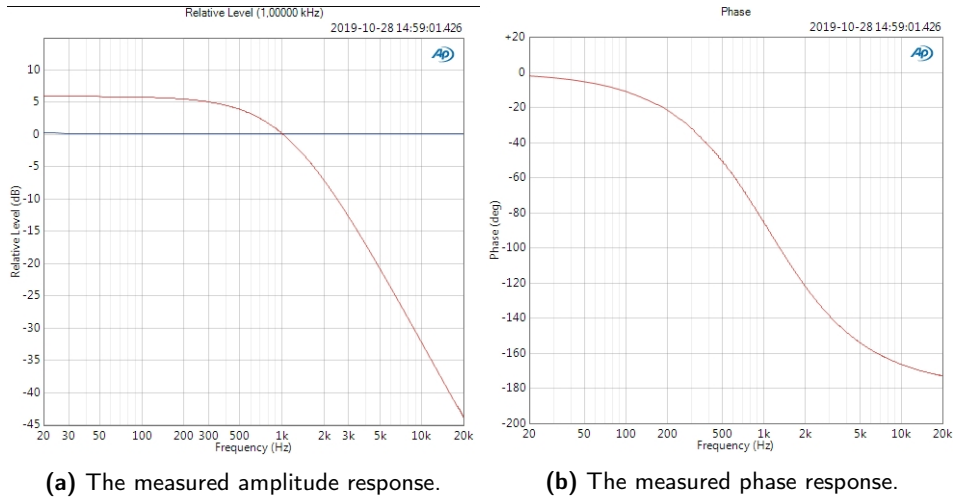 Relative Level (1,00000 kHz)
2019-10-28 14:59:01.426
AP
Relative Level (dB)
10
5
0
-5
-10
-15
-20
-25
-30
-35
-40
-45
20 30 50 100 200 300 500 1k 2k 3k 5k 10k 20k
Frequency (Hz)
(a) The measured amplitude response.
Phase
2019-10-28 14:59:01.426
AP
Phase (deg)
+20
0
-20
-40
-60
-80
-100
-120
-140
-160
-180
-200
20 50 100 200 500 1k 2k 5k 10k 20k
Frequency (Hz)
(b) The measured phase response.